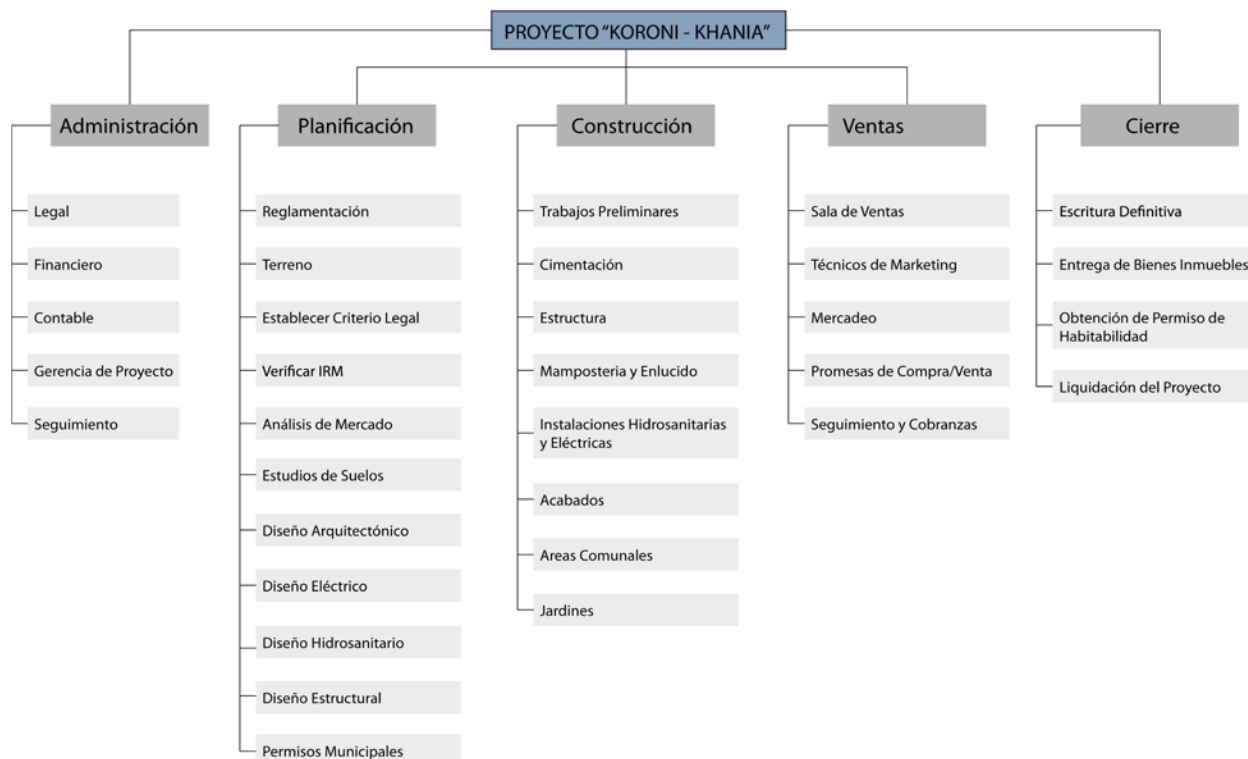 PROYECTO “KORONI - KHANIA”
Administración
Legal
Financiero
Contable
Gerencia de Proyecto
Seguimiento
Planificación
Reglamentación
Terreno
Establecer Criterio Legal
Verificar IRM
Análisis de Mercado
Estudios de Suelos
Diseño Arquitectónico
Diseño Eléctrico
Diseño Hidrosanitario
Diseño Estructural
Permisos Municipales
Construcción
Trabajos Preliminares
Cimentación
Estructura
Mamposteria y Enlucido
Instalaciones Hidrosanitarias
y Eléctricas
Acabados
Areas Comunales
Jardines
Ventas
Sala de Ventas
Técnicos de Marketing
Mercadeo
Promesas de Compra/Venta
Seguimiento y Cobranzas
Cierre
Escritura Definitiva
Entrega de Bienes Inmuebles
Obtención de Permiso de
Habitabilidad
Liquidación del Proyecto